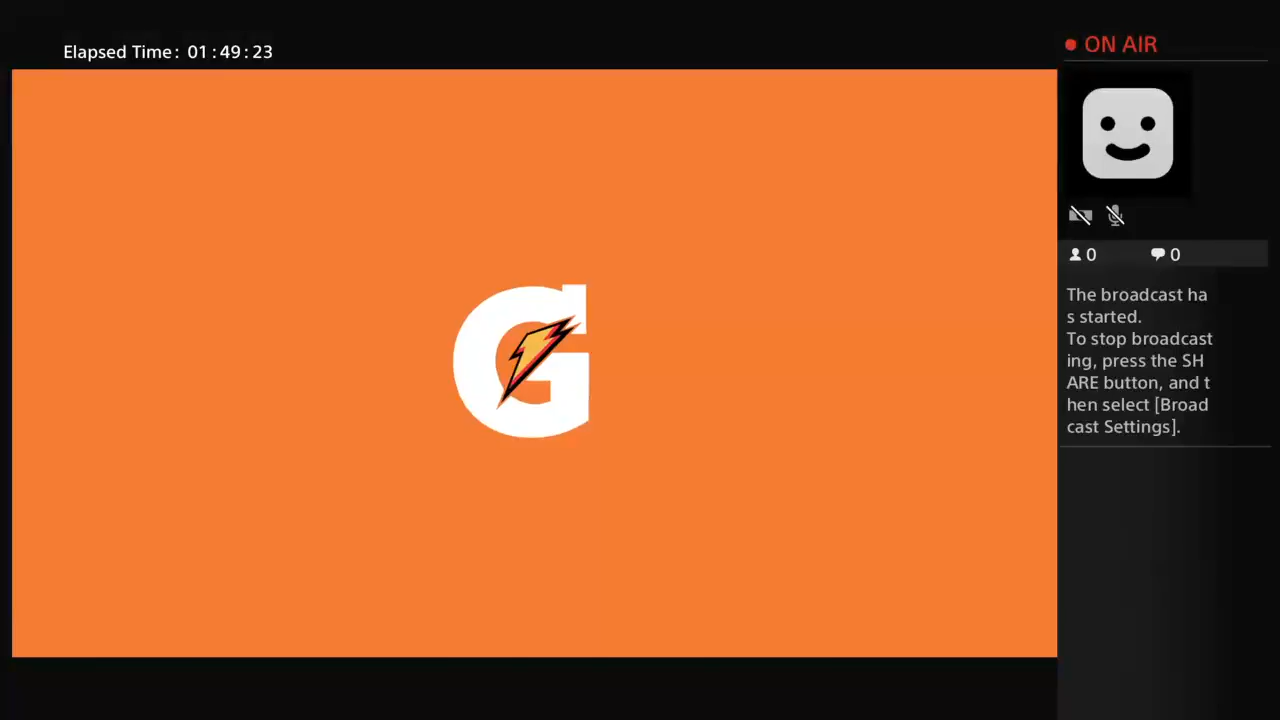 Elapsed Time: 01:49:23
ON AIR
G
0 0
The broadcast ha
s started.
To stop broadcast
ing, press the SH
ARE button, and t
hen select [Broad
cast Settings].